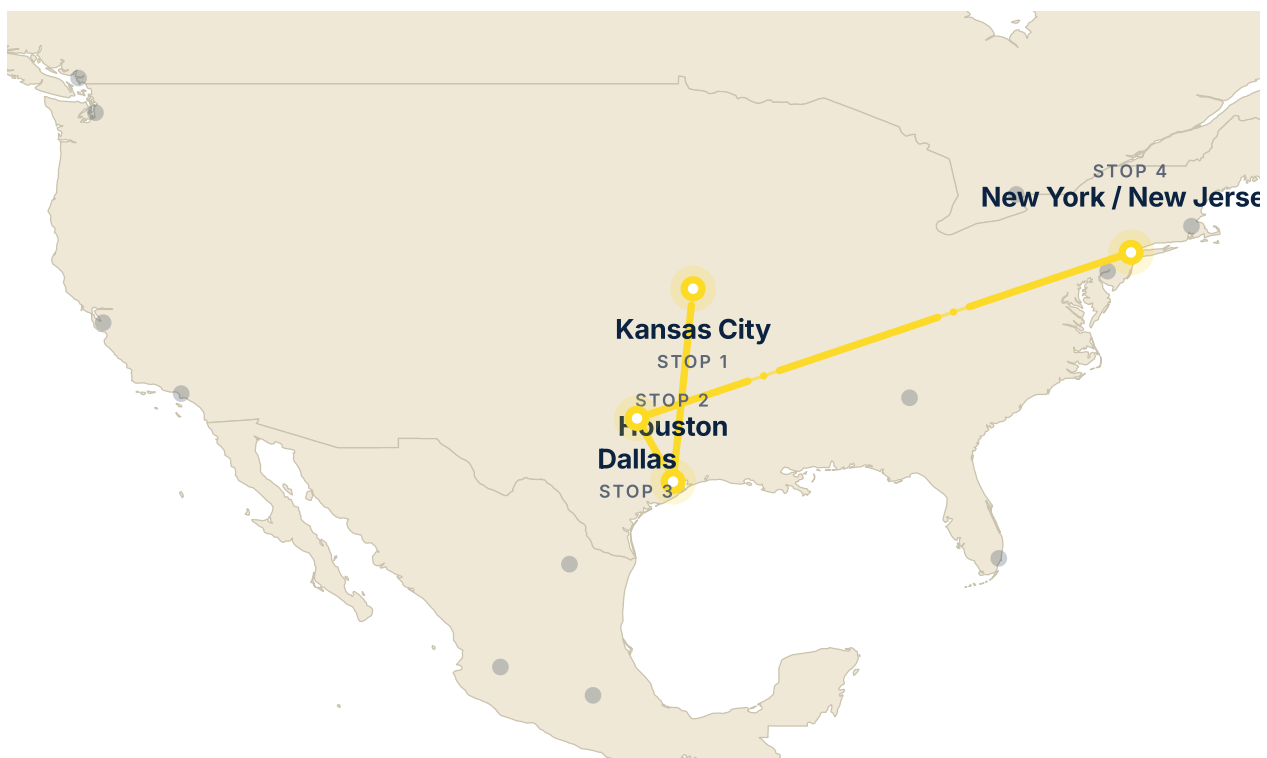 STOP 4
New York / New Jerse
Kansas City
STOP 1
STOP 2
Houston
Dallas
STOP 3